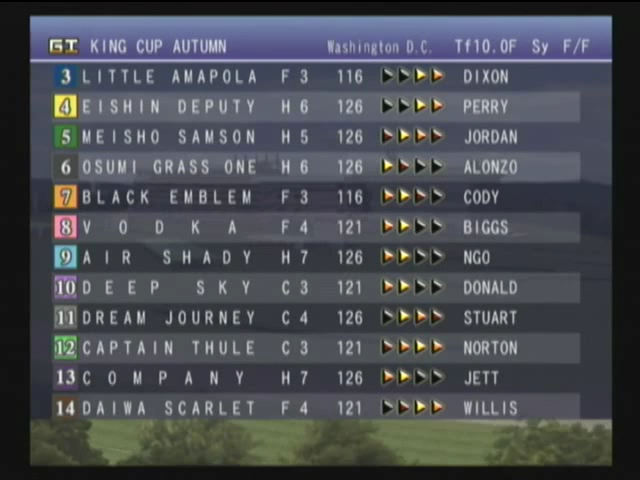 GI KING CUP AUTUMN Washington D.C. Tf10.0F Sy F/F
3 LITTLE AMAPOLA F 3 116 DIXON
4 EISHIN DEPUTY H 6 126 PERRY
5 MEISHO SAMSON H 5 126 JORDAN
6 OSUMI GRASS ONE H 6 126 ALONZO
7 BLACK EMBLEM F 3 116 CODY
8 VODKA F 4 121 BIGGS
9 AIR SHADY H 7 126 NGO
10 DEEP SKY C 3 121 DONALD
11 DREAM JOURNEY C 4 126 STUART
12 CAPTAIN THULE C 3 121 NORTON
13 COMPANY H 7 126 JETT
14 DAIWA SCARLET F 4 121 WILLIS